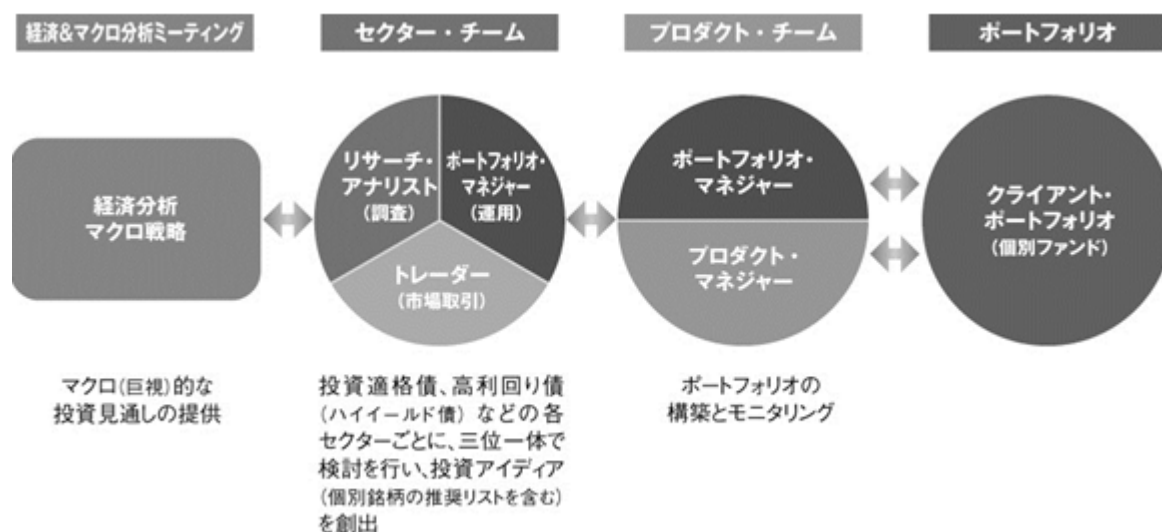 経済&マクロ分析ミーティング
セクター・チーム
プロダクト・チーム
ポートフォリオ
経済分析
マクロ戦略
リサーチ・
アナリスト
(調査)
ポートフォリオ・
マネジャー
(運用)
トレーダー
(市場取引)
ポートフォリオ・
マネジャー
プロダクト・
マネジャー
クライアント・
ポートフォリオ
(個別ファンド)
マクロ(巨視)的な
投資見通しの提供
投資適格債、高利回り債
(ハイイールド債)などの各
セクターごとに、三位一体で
検討を行い、投資アイディア
(個別銘柄の推奨リストを含む)
を創出
ポートフォリオの
構築とモニタリング